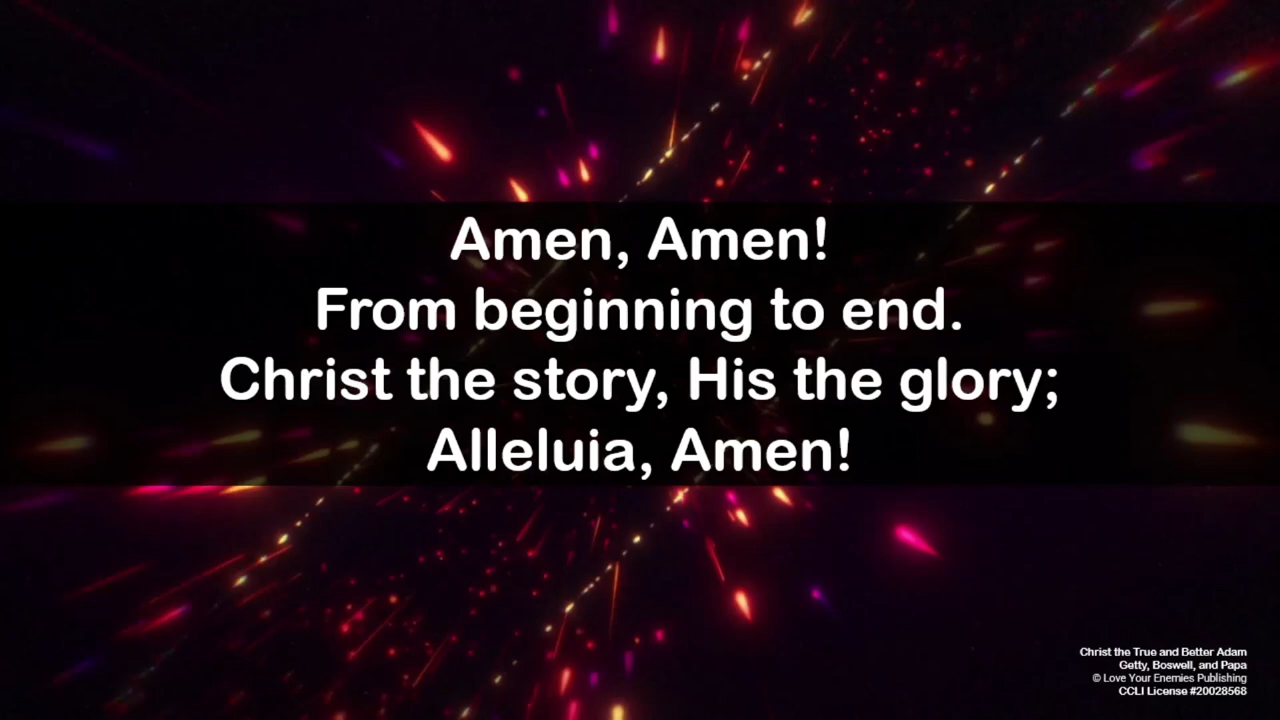 Amen, Amen!
From beginning to end.
Christ the story, His the glory;
Alleluia, Amen!
Christ the True and Better Adam
Getty, Boswell, and Papa
© Love Your Enemies Publishing
CCLI License #20028568